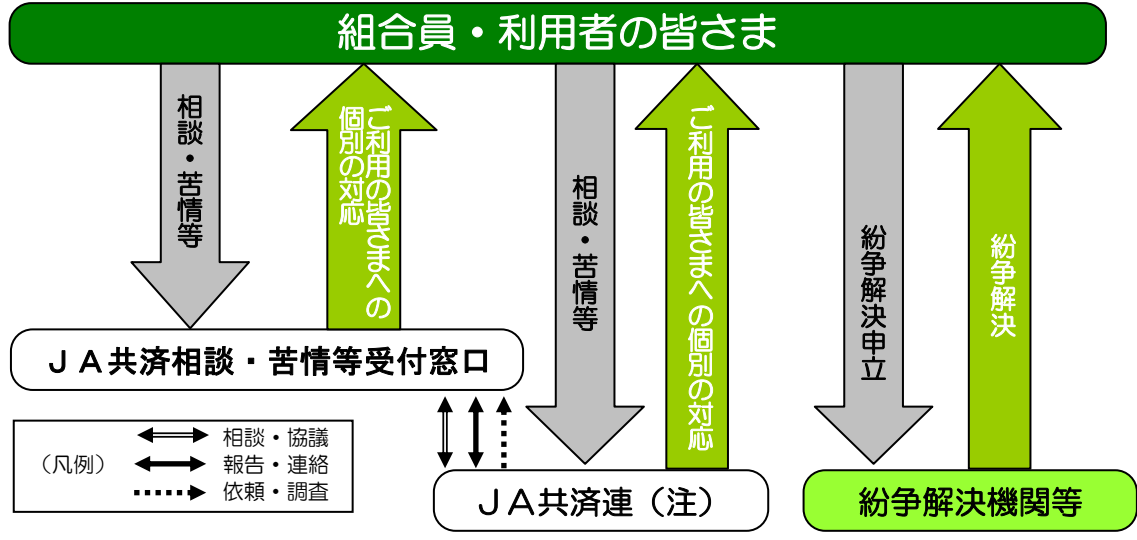 組合員・利用者の皆さま
相談・苦情等
ご利用の皆さまへの
個別の対応
相談・苦情等
ご利用の皆さまへの個別の対応
紛争解決申立
紛争解決
ＪＡ共済相談・苦情等受付窓口
（凡例）
相談・協議
報告・連絡
依頼・調査
ＪＡ共済連（注）
紛争解決機関等